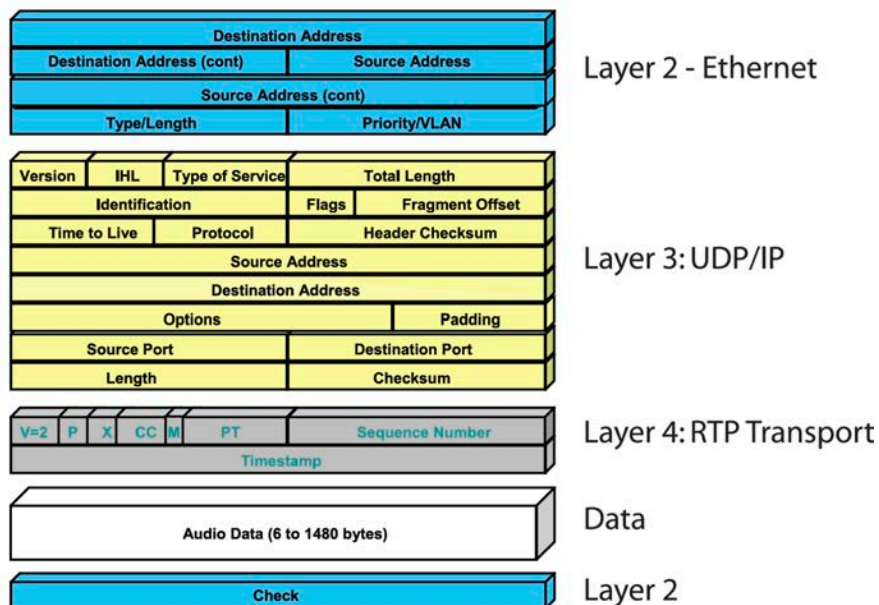 Destination Address
Destination Address (cont) Source Address
Source Address (cont)
Type/Length Priority/VLAN
Layer 2 - Ethernet
Version IHL Type of Service Total Length
Identification Flags Fragment Offset
Time to Live Protocol Header Checksum
Source Address
Destination Address
Options Padding
Source Port Destination Port
Length Checksum
Layer 3: UDP/IP
V=2 P X CC M PT Sequence Number
Timestamp
Layer 4: RTP Transport
Audio Data (6 to 1480 bytes)
Data
Check
Layer 2